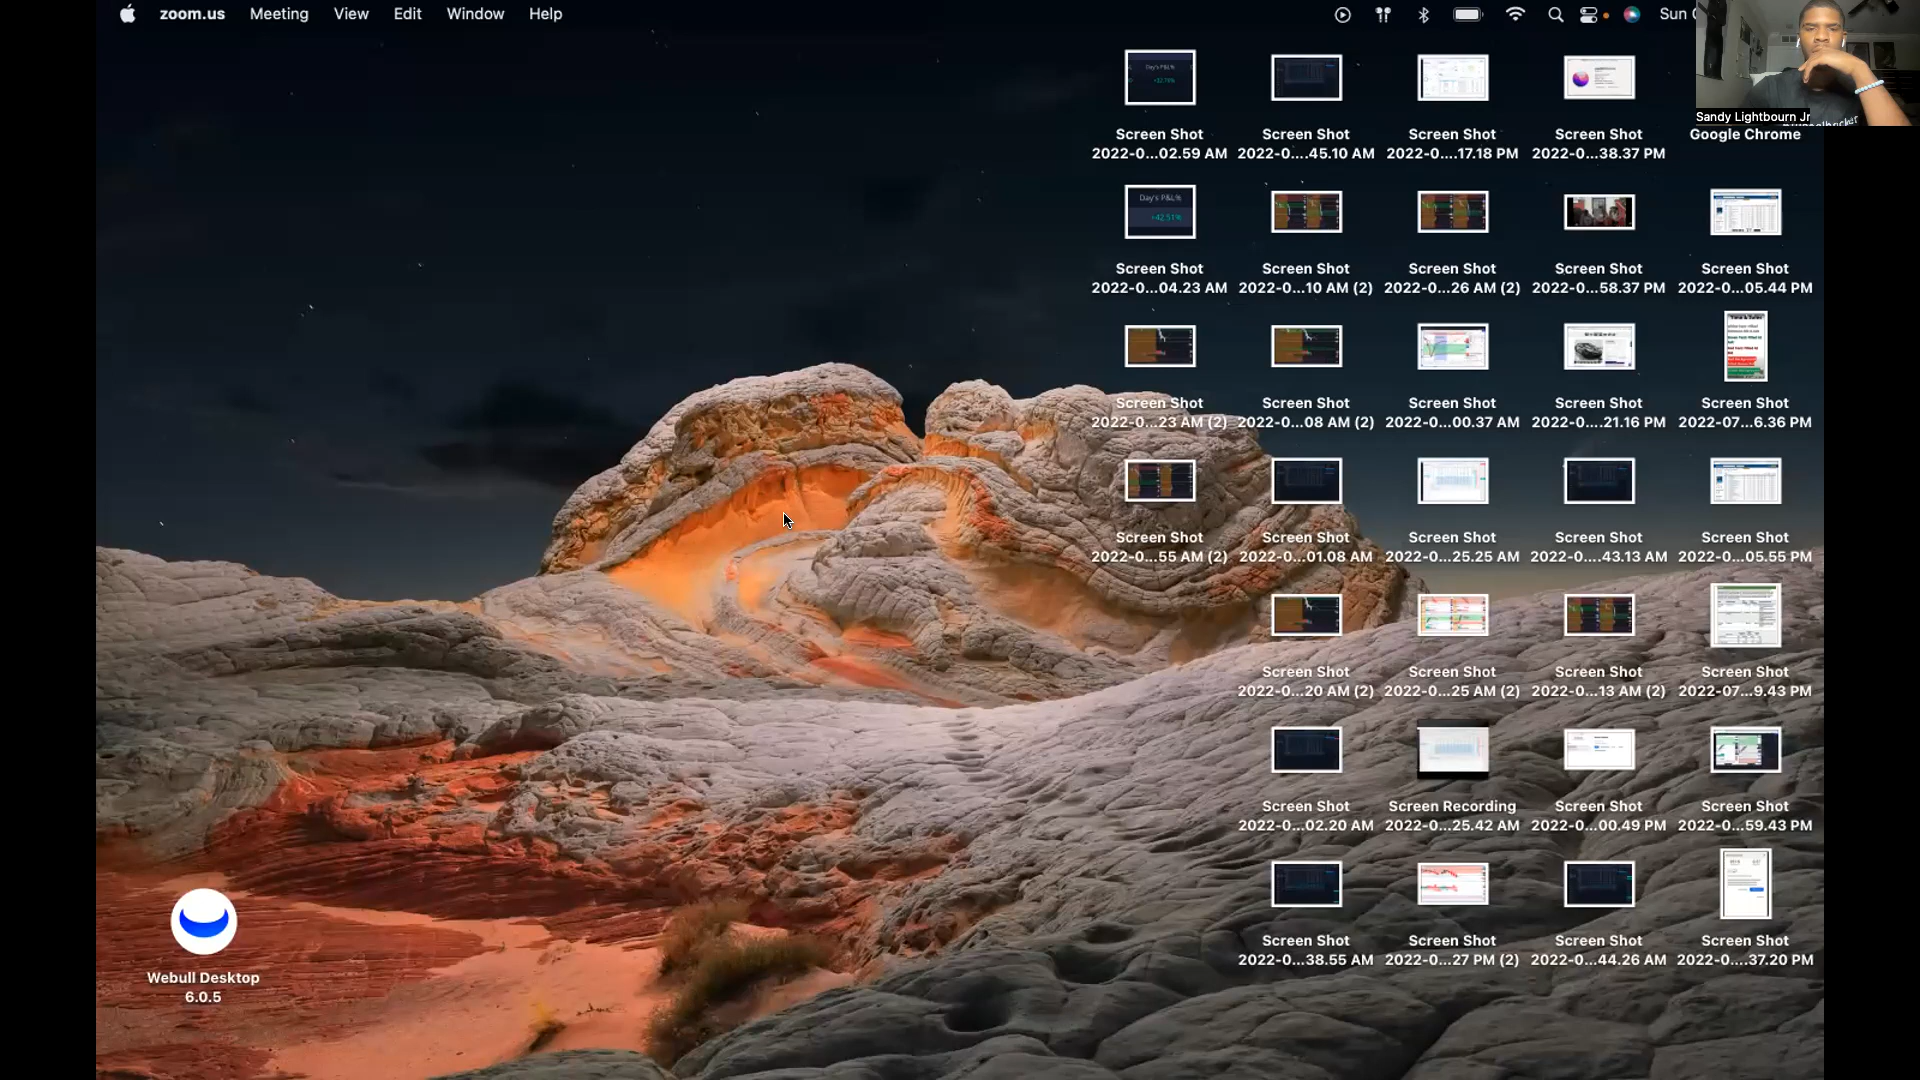 zoom.us Meeting View Edit Window Help Sun
Sandy Lightbourn Jr
Day's P&L%
Screen Shot
2022-0...02.59 AM
Screen Shot
2022-0....45.10 AM
Screen Shot
2022-0....17.18 PM
Screen Shot
2022-0...38.37 PM
Google Chrome
Day's P&L%
+42.51%
Screen Shot
2022-0...04.23 AM
Screen Shot
2022-0...10 AM (2)
Screen Shot
2022-0...26 AM (2)
Screen Shot
2022-0...58.37 PM
Screen Shot
2022-0...05.44 PM
Screen Shot
2022-0...23 AM (2)
Screen Shot
2022-0...08 AM (2)
Screen Shot
2022-0...00.37 AM
Screen Shot
2022-0....21.16 PM
Screen Shot
2022-07...6.36 PM
Screen Shot
2022-0...55 AM (2)
Screen Shot
2022-0...01.08 AM
Screen Shot
2022-0...25.25 AM
Screen Shot
2022-0....43.13 AM
Screen Shot
2022-0...05.55 PM
Screen Shot
2022-0...20 AM (2)
Screen Shot
2022-0...25 AM (2)
Screen Shot
2022-0...13 AM (2)
Screen Shot
2022-07...9.43 PM
Screen Shot
2022-0...02.20 AM
Screen Recording
2022-0...25.42 AM
Screen Shot
2022-0...00.49 PM
Screen Shot
2022-0...59.43 PM
Screen Shot
2022-0...38.55 AM
Screen Shot
2022-0...27 PM (2)
Screen Shot
2022-0...44.26 AM
Screen Shot
2022-0....37.20 PM
Webull Desktop
6.0.5